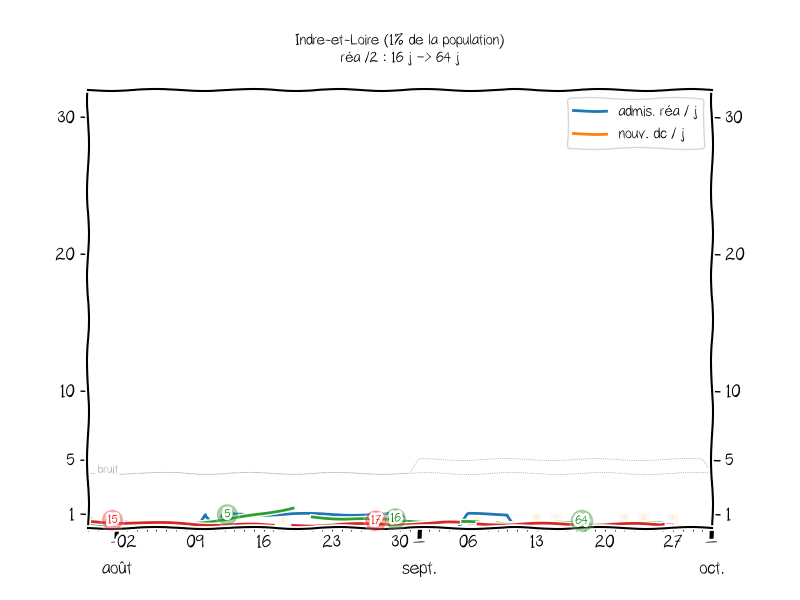 Indre-et-Loire (1% de la population)
réa /2 : 16 j -> 64 j
admis. réa / j
nouv. dc / j
30
30
20
20
10
10
5
5
bruit
1
1
15
5
17
16
64
02 09 16 23 30 06 13 20 27
août sept. oct.